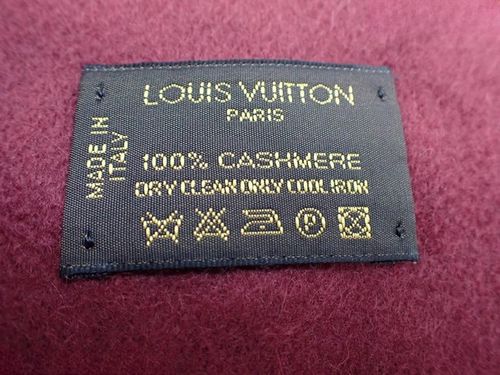 LOUIS VUITTON
PARIS
MADE IN
ITALY
100% CASHMERE
DRY CLEAN ONLY COOL IRON
P